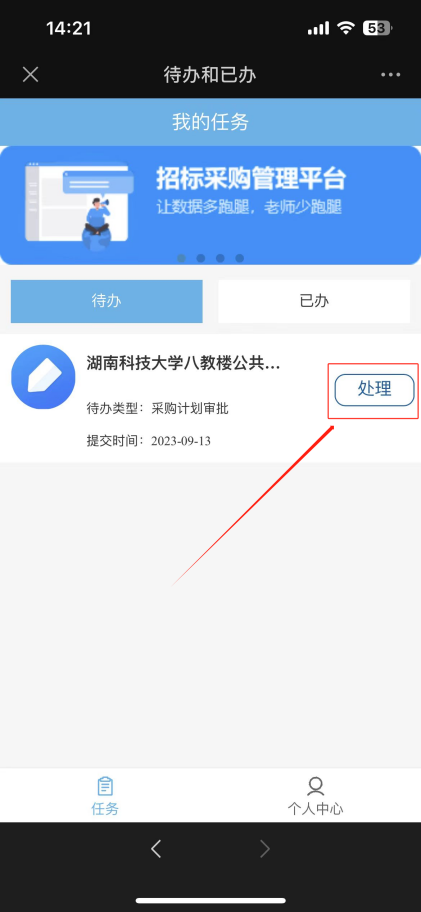 14:21
53
待办和已办
我的任务
招标采购管理平台
让数据多跑腿，老师少跑腿
待办
已办
湖南科技大学八教楼公共...
处理
待办类型：采购计划审批
提交时间：2023-09-13
任务
个人中心